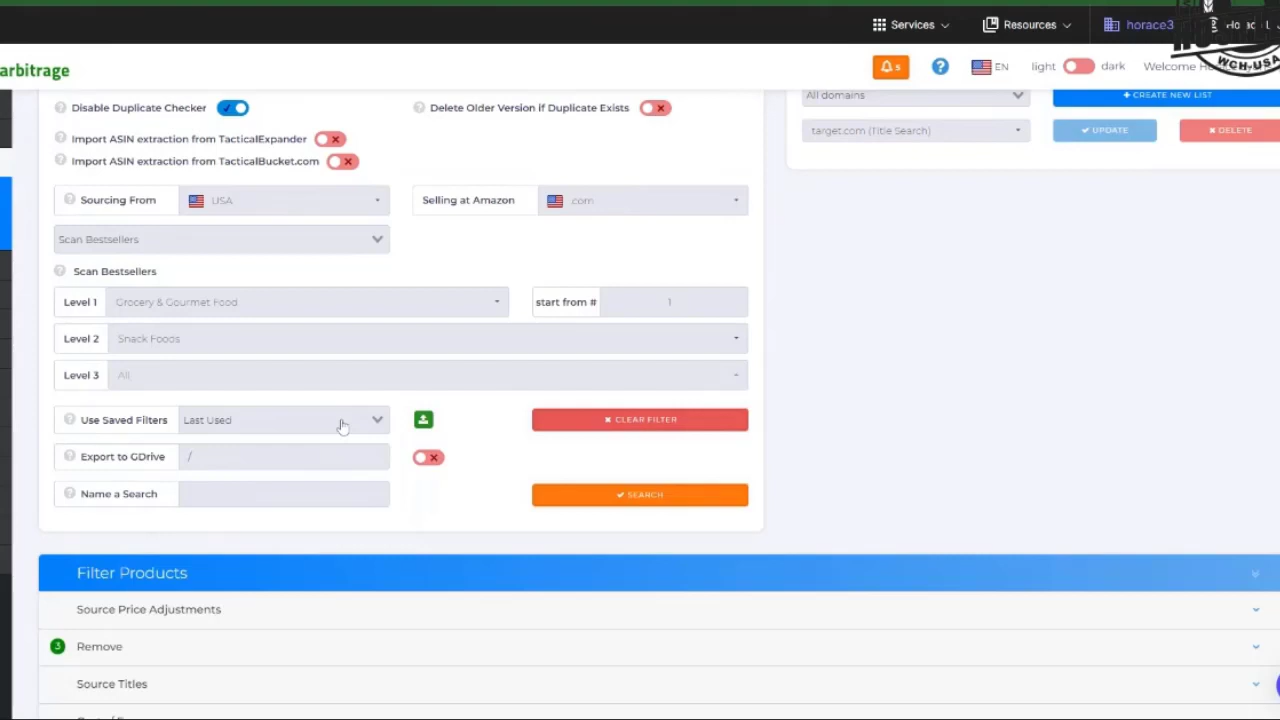 Services
Resources
horace3
arbitrage
5
EN
light
dark
Welcome
WCH-USA
Disable Duplicate Checker
Delete Older Version if Duplicate Exists
All domains
CREATE NEW LIST
Import ASIN extraction from TacticalExpander
target.com (Title Search)
UPDATE
DELETE
Import ASIN extraction from TacticalBucket.com
Sourcing From
USA
Selling at Amazon
.com
Scan Bestsellers
Scan Bestsellers
Level 1
Grocery & Gourmet Food
start from #
1
Level 2
Snack Foods
Level 3
All
Use Saved Filters
Last Used
CLEAR FILTER
Export to GDrive
/
Name a Search
SEARCH
Filter Products
Source Price Adjustments
3
Remove
Source Titles